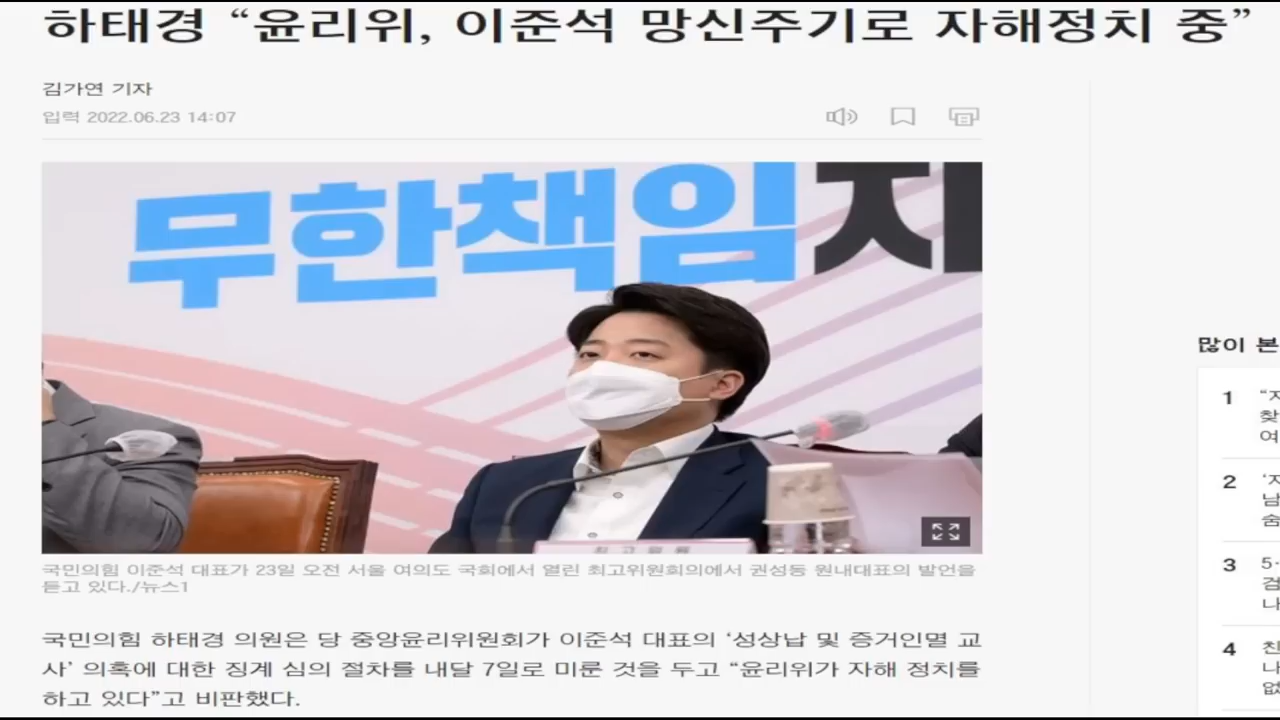 하태경 “윤리위, 이준석 망신주기로 자해정치 중”
김가연 기자
입력 2022.06.23 14:07
무한책임
많이 본
1
2
3
4
국민의힘 이준석 대표가 23일 오전 서울 여의도 국회에서 열린 최고위원회의에서 권성동 원내대표의 발언을
듣고 있다./뉴스1
국민의힘 하태경 의원은 당 중앙윤리위원회가 이준석 대표의 ‘성상납 및 증거인멸 교
사’ 의혹에 대한 징계 심의 절차를 내달 7일로 미룬 것을 두고 “윤리위가 자해 정치를
하고 있다”고 비판했다.